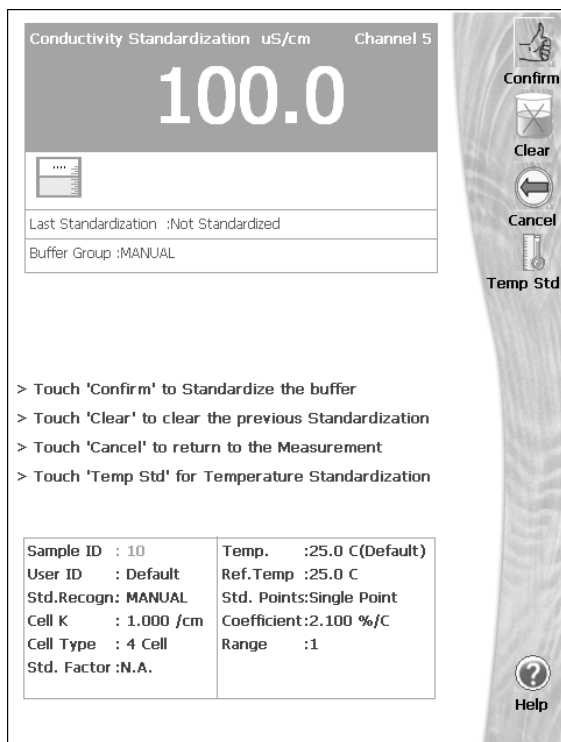 Conductivity Standardization uS/cm Channel 5
100.0
Last Standardization :Not Standardized
Buffer Group :MANUAL
Confirm
Clear
Cancel
Temp Std
> Touch 'Confirm' to Standardize the buffer
> Touch 'Clear' to clear the previous Standardization
> Touch 'Cancel' to return to the Measurement
> Touch 'Temp Std' for Temperature Standardization
Sample ID : 10
User ID : Default
Std.Recogn: MANUAL
Cell K : 1.000 /cm
Cell Type : 4 Cell
Std. Factor :N.A.
Temp. :25.0 C(Default)
Ref.Temp :25.0 C
Std. Points:Single Point
Coefficient:2.100 %/C
Range :1
?
Help